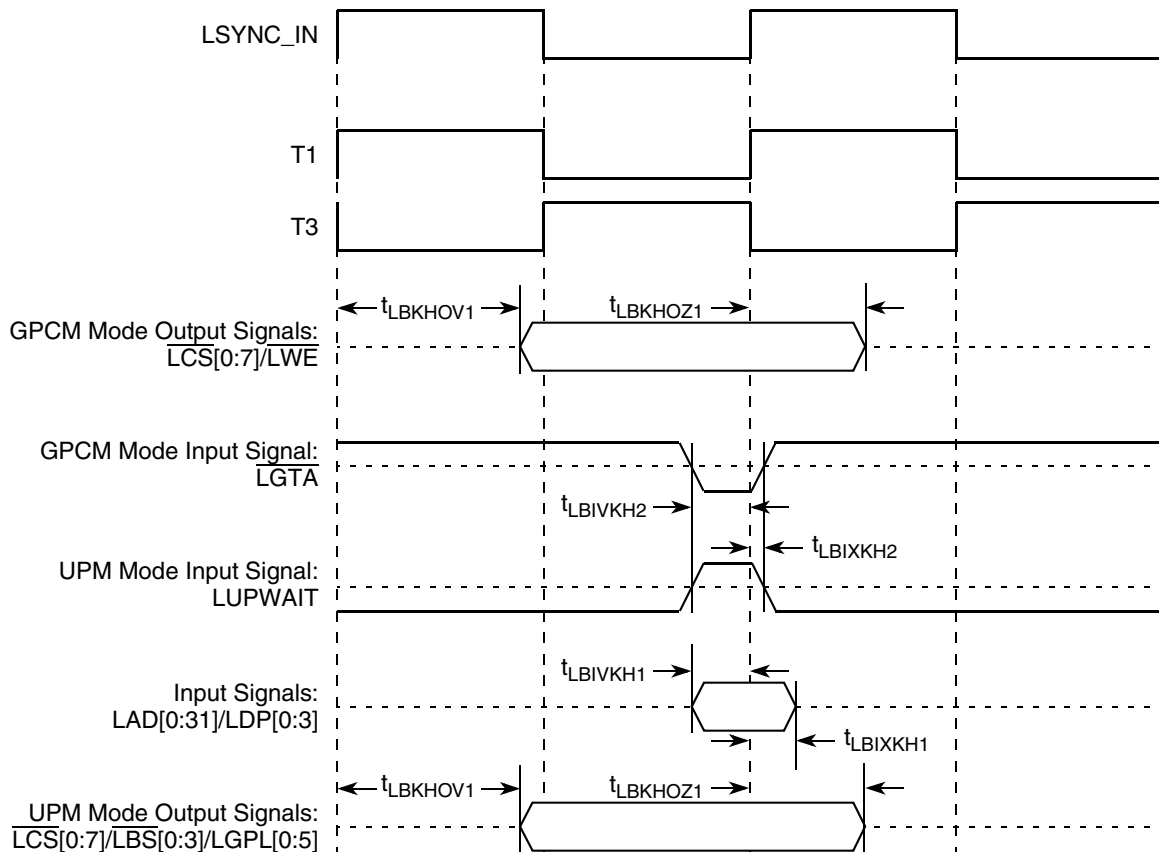 LSYNC_IN
T1
T3
tLBKHOV1
tLBKHOZ1
GPCM Mode Output Signals:
LCS[0:7]/LWE
GPCM Mode Input Signal:
LGTA
tLBIVKH2
tLBIXKH2
UPM Mode Input Signal:
LUPWAIT
tLBIVKH1
Input Signals:
LAD[0:31]/LDP[0:3]
tLBIXKH1
tLBKHOV1
tLBKHOZ1
UPM Mode Output Signals:
LCS[0:7]/LBS[0:3]/LGPL[0:5]